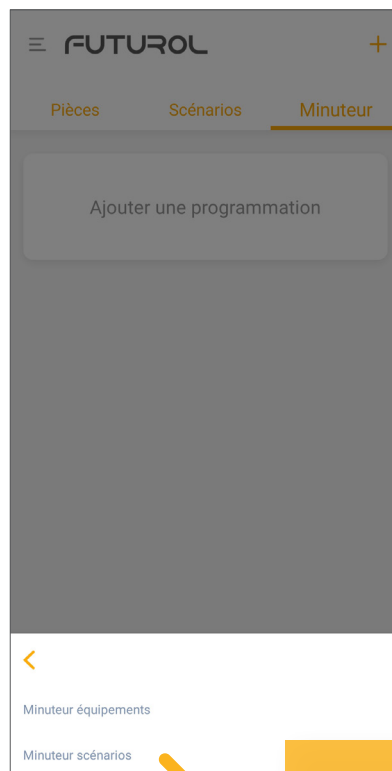 FUTUROL
Pièces Scénarios Minuteur
Ajouter une programmation
Minuteur équipements
Minuteur scénarios